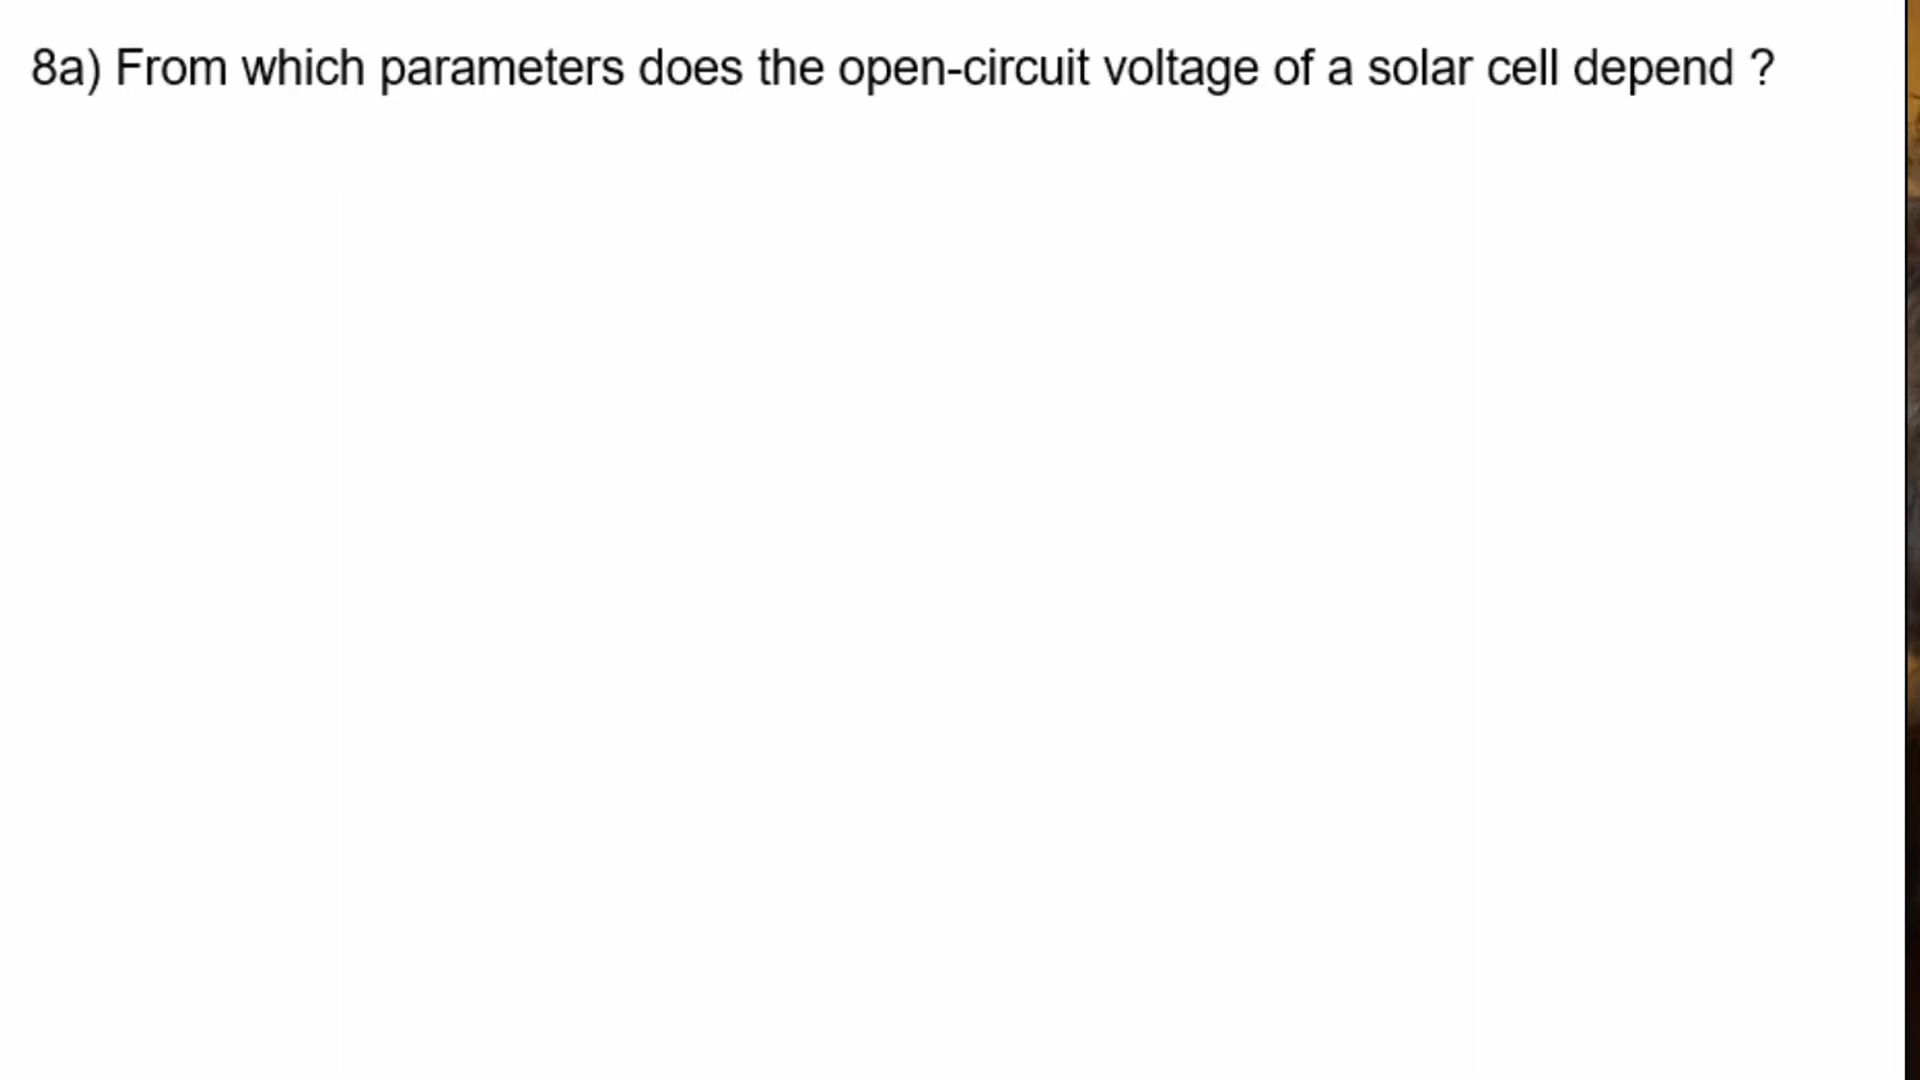 8a) From which parameters does the open-circuit voltage of a solar cell depend ?